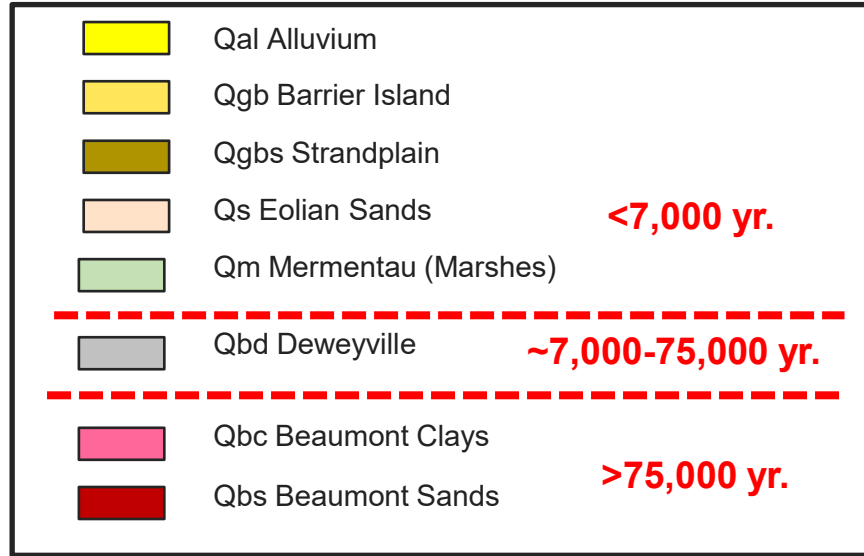 Qal Alluvium
Qgb Barrier Island
Qgbs Strandplain
Qs Eolian Sands
<7,000 yr.
Qm Mermentau (Marshes)
Qbd Deweyville
~7,000-75,000 yr.
Qbc Beaumont Clays
>75,000 yr.
Qbs Beaumont Sands